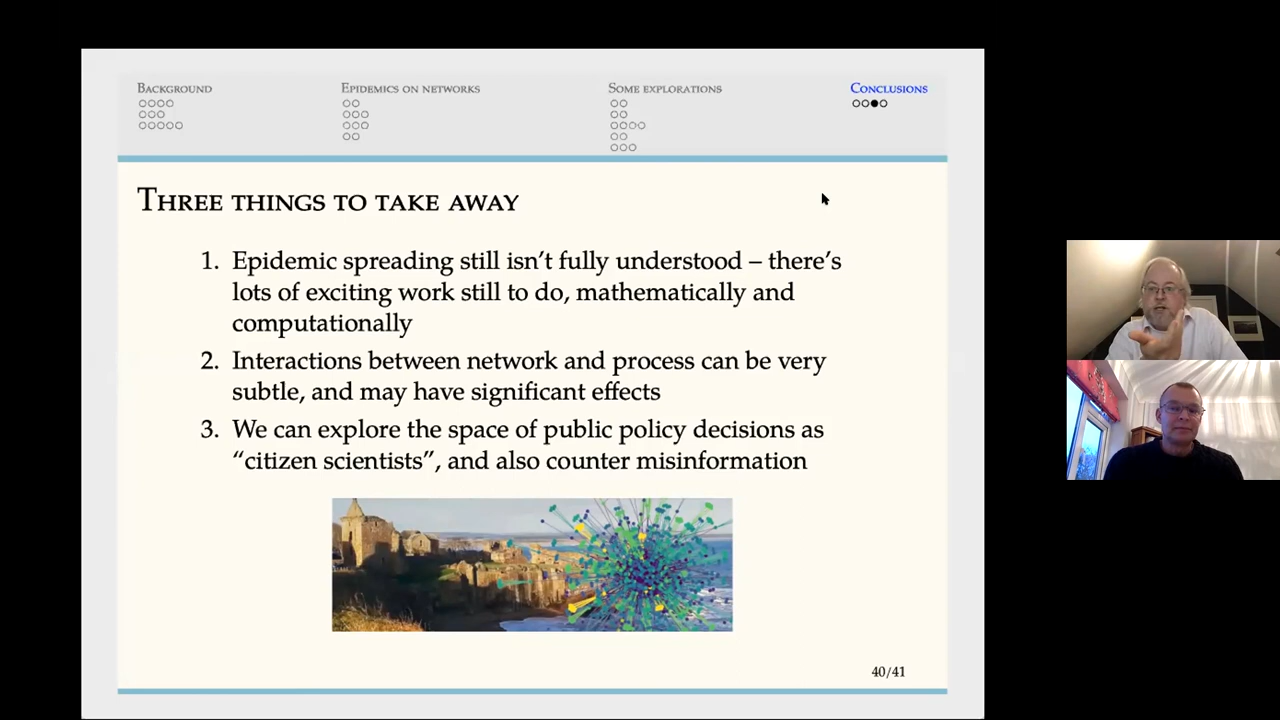 BACKGROUND
EPIDEMICS ON NETWORKS
SOME EXPLORATIONS
CONCLUSIONS
THREE THINGS TO TAKE AWAY
1. Epidemic spreading still isn't fully understood – there's
lots of exciting work still to do, mathematically and
computationally
2. Interactions between network and process can be very
subtle, and may have significant effects
3. We can explore the space of public policy decisions as
“citizen scientists”, and also counter misinformation
40/41